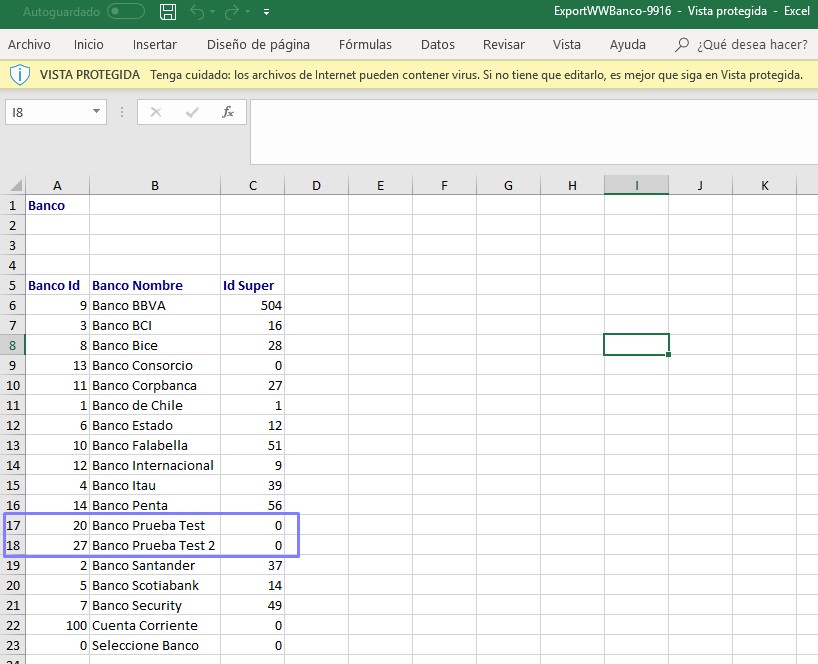 Autoguardado ExportWWBanco-9916 - Vista protegida - Excel
Archivo Inicio Insertar Diseño de página Fórmulas Datos Revisar Vista Ayuda ¿Qué desea hacer?
VISTA PROTEGIDA Tenga cuidado: los archivos de Internet pueden contener virus. Si no tiene que editarlo, es mejor que siga en Vista protegida.
I8 fx
A B C D E F G H I J K
1 Banco
2
3
4
5 Banco Id Banco Nombre Id Super
6 9 Banco BBVA 504
7 3 Banco BCI 16
8 8 Banco Bice 28
9 13 Banco Consorcio 0
10 11 Banco Corpbanca 27
11 1 Banco de Chile 1
12 6 Banco Estado 12
13 10 Banco Falabella 51
14 12 Banco Internacional 9
15 4 Banco Itau 39
16 14 Banco Penta 56
17 20 Banco Prueba Test 0
18 27 Banco Prueba Test 2 0
19 2 Banco Santander 37
20 5 Banco Scotiabank 14
21 7 Banco Security 49
22 100 Cuenta Corriente 0
23 0 Seleccione Banco 0